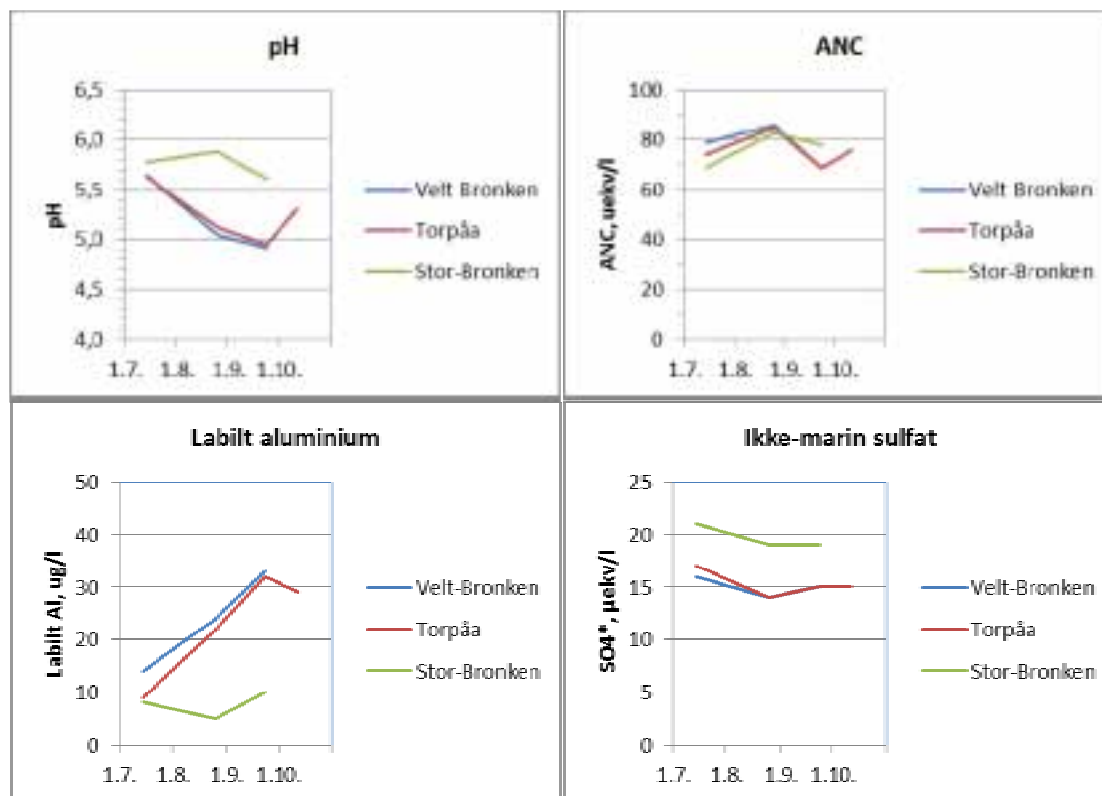 pH
6,5
6,0
5,5
5,0
4,5
4,0
pH
1.7. 1.8. 1.9. 1.10.
Velt Bronken
Torpåa
Stor-Bronken
ANC
100
80
60
40
20
0
ANC, uekv/l
1.7. 1.8. 1.9. 1.10.
Velt Bronken
Torpåa
Stor-Bronken
Labilt aluminium
50
40
30
20
10
0
Labilt Al, ug/l
1.7. 1.8. 1.9. 1.10.
Velt-Bronken
Torpåa
Stor-Bronken
Ikke-marin sulfat
25
20
15
10
5
0
SO4*, µekv/l
1.7. 1.8. 1.9. 1.10.
Velt-Bronken
Torpåa
Stor-Bronken